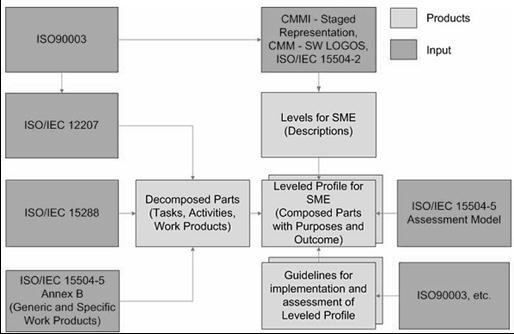 ISO90003
CMMI - Staged
Representation,
CMM - SW LOGOS,
ISO/IEC 15504-2
Products
Input
ISO/IEC 12207
Levels for SME
(Descriptions)
ISO/IEC 15288
Decomposed Parts
(Tasks, Activities,
Work Products)
Leveled Profile for
SME
(Composed Parts
with Purposes and
Outcome)
ISO/IEC 15504-5
Assessment Model
ISO/IEC 15504-5
Annex B
(Generic and Specific
Work Products)
Guidelines for
implementation and
assessment of
Leveled Profile
ISO90003, etc.